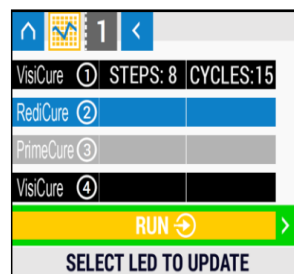 1
VisiCure 1 STEPS: 8 CYCLES:15
RediCure 2
PrimeCure 3
VisiCure 4
RUN
SELECT LED TO UPDATE